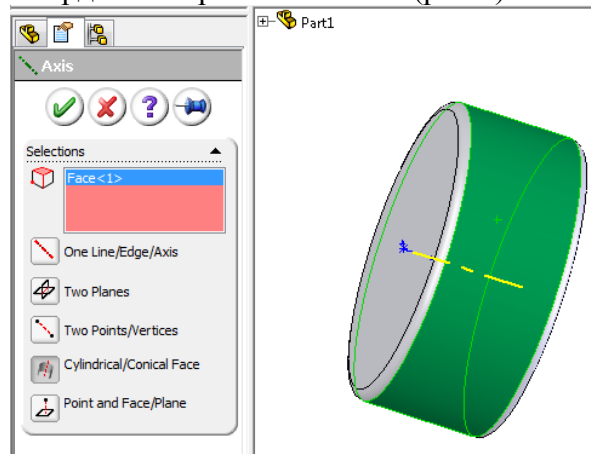 Part1
Axis
Selections
Face<1>
One Line/Edge/Axis
Two Planes
Two Points/Vertices
Cylindrical/Conical Face
Point and Face/Plane